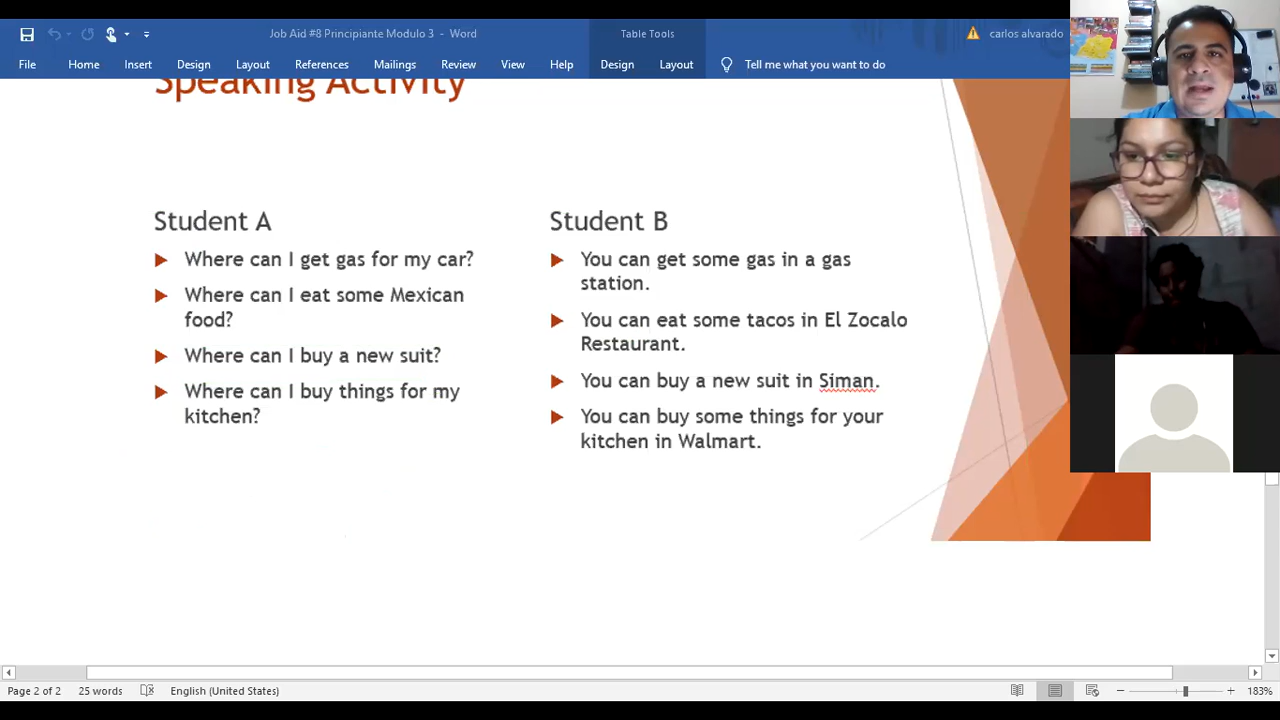 Job Aid #8 Principiante Modulo 3 - Word
Table Tools
carlos alvarado
File Home Insert Design Layout References Mailings Review View Help Design Layout Tell me what you want to do
Speaking Activity
Student A
Where can I get gas for my car?
Where can I eat some Mexican
food?
Where can I buy a new suit?
Where can I buy things for my
kitchen?
Student B
You can get some gas in a gas
station.
You can eat some tacos in El Zocalo
Restaurant.
You can buy a new suit in Siman.
You can buy some things for your
kitchen in Walmart.
Page 2 of 2 25 words English (United States) 183%